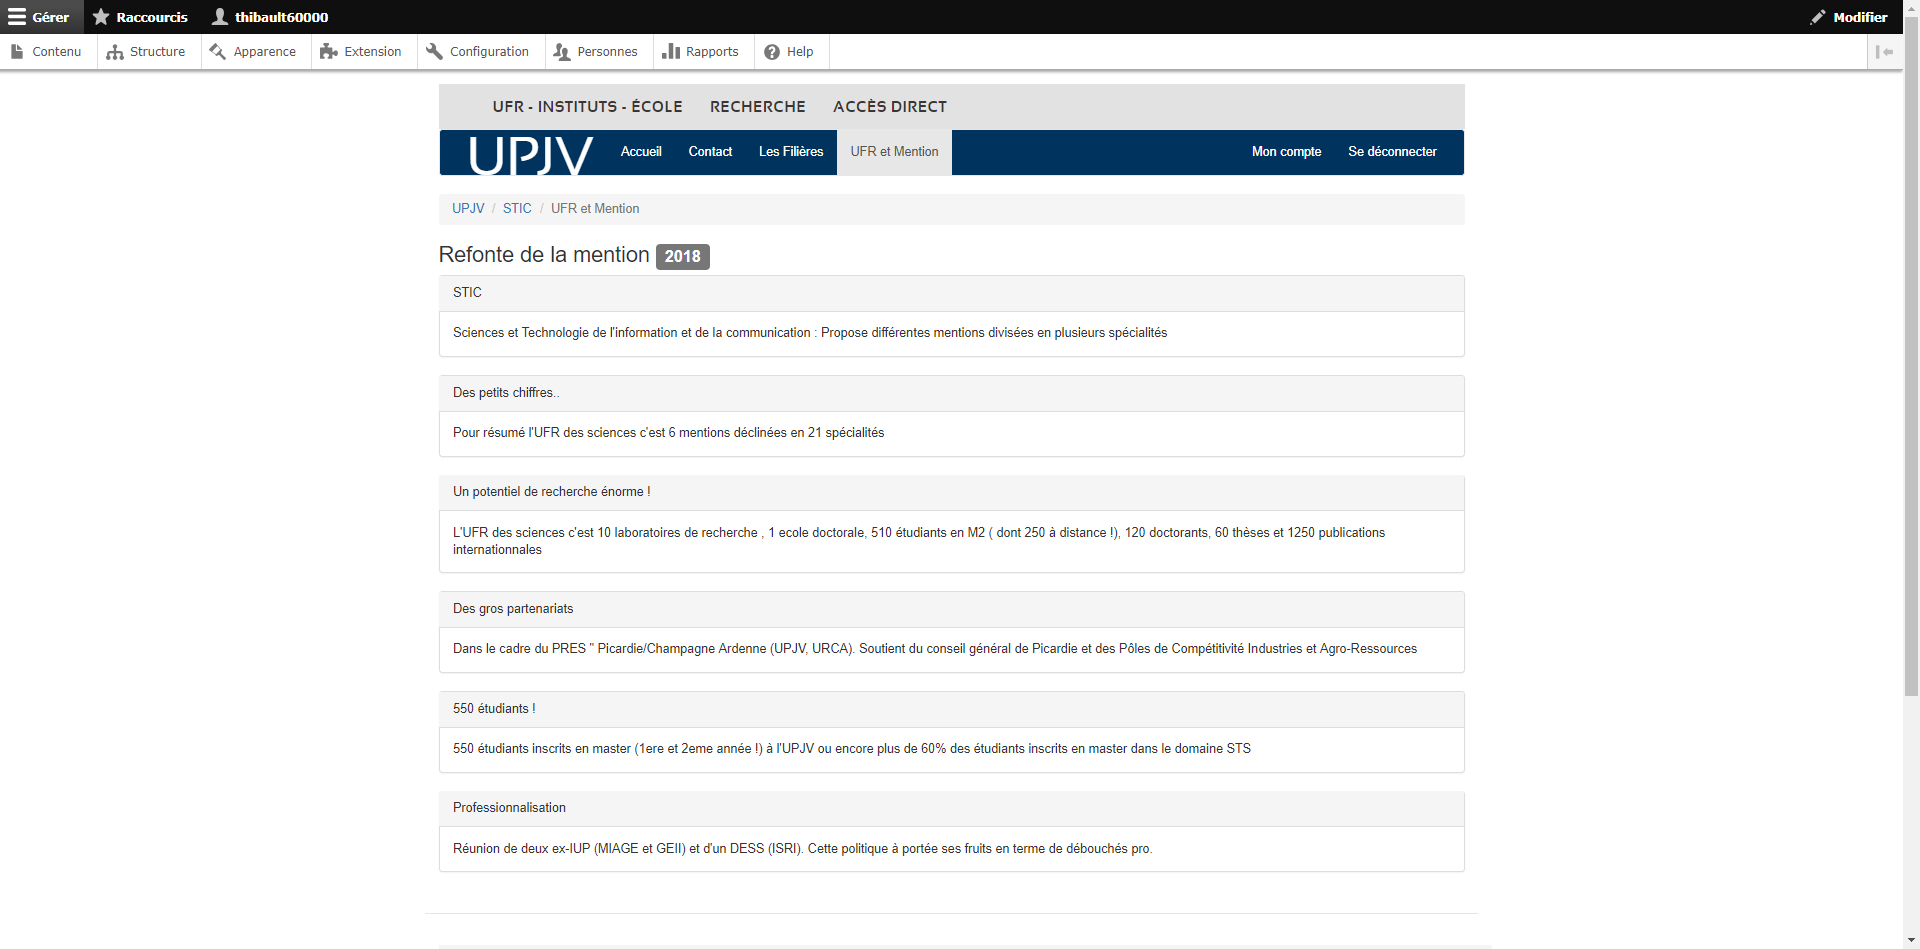 Gérer Raccourcis thibault60000 Modifier
Contenu Structure Apparence Extension Configuration Personnes Rapports Help
UFR - INSTITUTS - ÉCOLE RECHERCHE ACCÈS DIRECT
UPJV Accueil Contact Les Filières UFR et Mention Mon compte Se déconnecter
UPJV / STIC / UFR et Mention
Refonte de la mention 2018
STIC
Sciences et Technologie de l'information et de la communication : Propose différentes mentions divisées en plusieurs spécialités
Des petits chiffres..
Pour résumé l'UFR des sciences c'est 6 mentions déclinées en 21 spécialités
Un potentiel de recherche énorme !
L'UFR des sciences c'est 10 laboratoires de recherche , 1 ecole doctorale, 510 étudiants en M2 ( dont 250 à distance !), 120 doctorants, 60 thèses et 1250 publications
internationnales
Des gros partenariats
Dans le cadre du PRES " Picardie/Champagne Ardenne (UPJV, URCA). Soutient du conseil général de Picardie et des Pôles de Compétitivité Industries et Agro-Ressources
550 étudiants !
550 étudiants inscrits en master (1ere et 2eme année !) à l'UPJV ou encore plus de 60% des étudiants inscrits en master dans le domaine STS
Professionnalisation
Réunion de deux ex-IUP (MIAGE et GEII) et d'un DESS (ISRI). Cette politique à portée ses fruits en terme de débouchés pro.